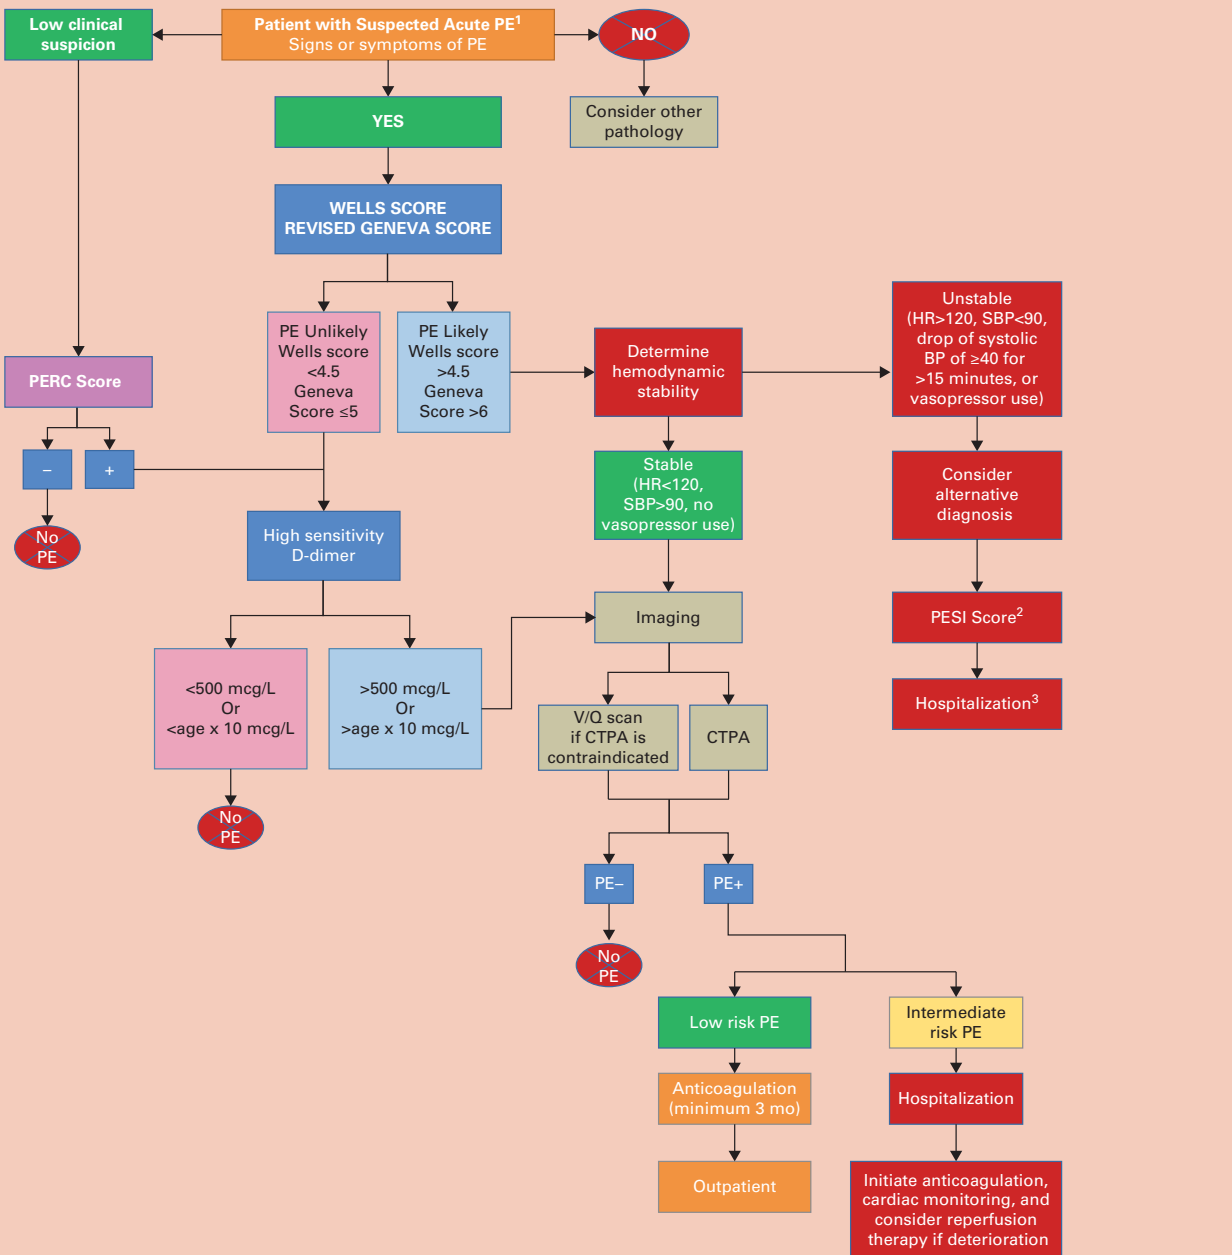 Low clinical
suspicion
Patient with Suspected Acute PE¹
Signs or symptoms of PE
NO
YES
Consider other
pathology
WELLS SCORE
REVISED GENEVA SCORE
PE Unlikely
Wells score
<4.5
Geneva
Score ≤5
PE Likely
Wells score
>4.5
Geneva
Score >6
Determine
hemodynamic
stability
Unstable
(HR>120, SBP<90,
drop of systolic
BP of ≥40 for
>15 minutes, or
vasopressor use)
PERC Score
–
+
No
PE
Stable
(HR<120,
SBP>90, no
vasopressor use)
Consider
alternative
diagnosis
High sensitivity
D-dimer
Imaging
PESI Score²
Hospitalization³
<500 mcg/L
Or
<age x 10 mcg/L
>500 mcg/L
Or
>age x 10 mcg/L
V/Q scan
if CTPA is
contraindicated
CTPA
No
PE
PE–
PE+
No
PE
Low risk PE
Intermediate
risk PE
Anticoagulation
(minimum 3 mo)
Hospitalization
Outpatient
Initiate anticoagulation,
cardiac monitoring, and
consider reperfusion
therapy if deterioration